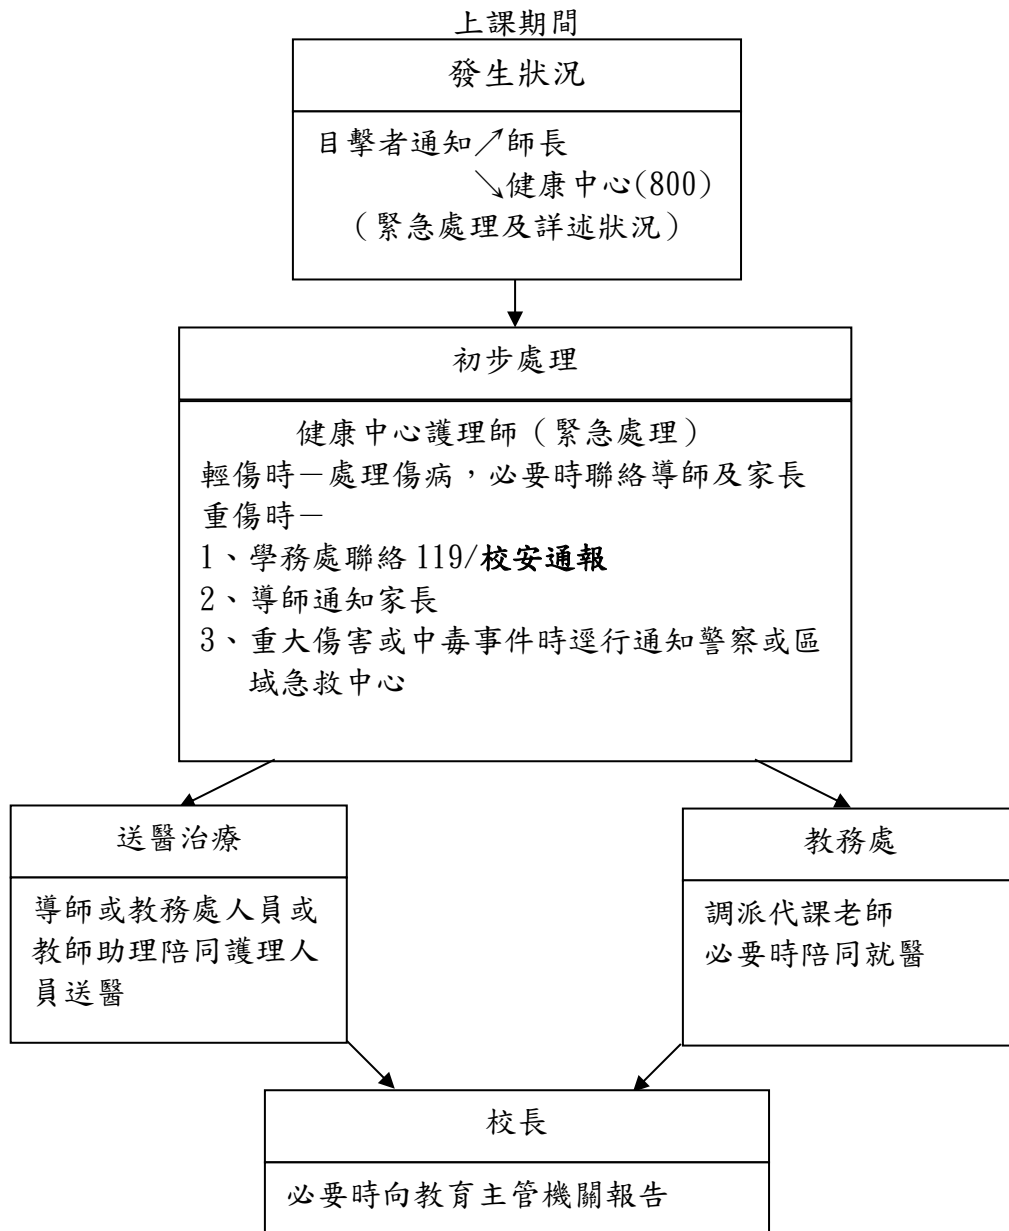 上課期間
發生狀況
目擊者通知↗師長
↘健康中心(800)
（緊急處理及詳述狀況）
初步處理
健康中心護理師（緊急處理）
輕傷時－處理傷病，必要時聯絡導師及家長
重傷時－
1、學務處聯絡 119/校安通報
2、導師通知家長
3、重大傷害或中毒事件時逕行通知警察或區
域急救中心
送醫治療
導師或教務處人員或
教師助理陪同護理人
員送醫
教務處
調派代課老師
必要時陪同就醫
校長
必要時向教育主管機關報告